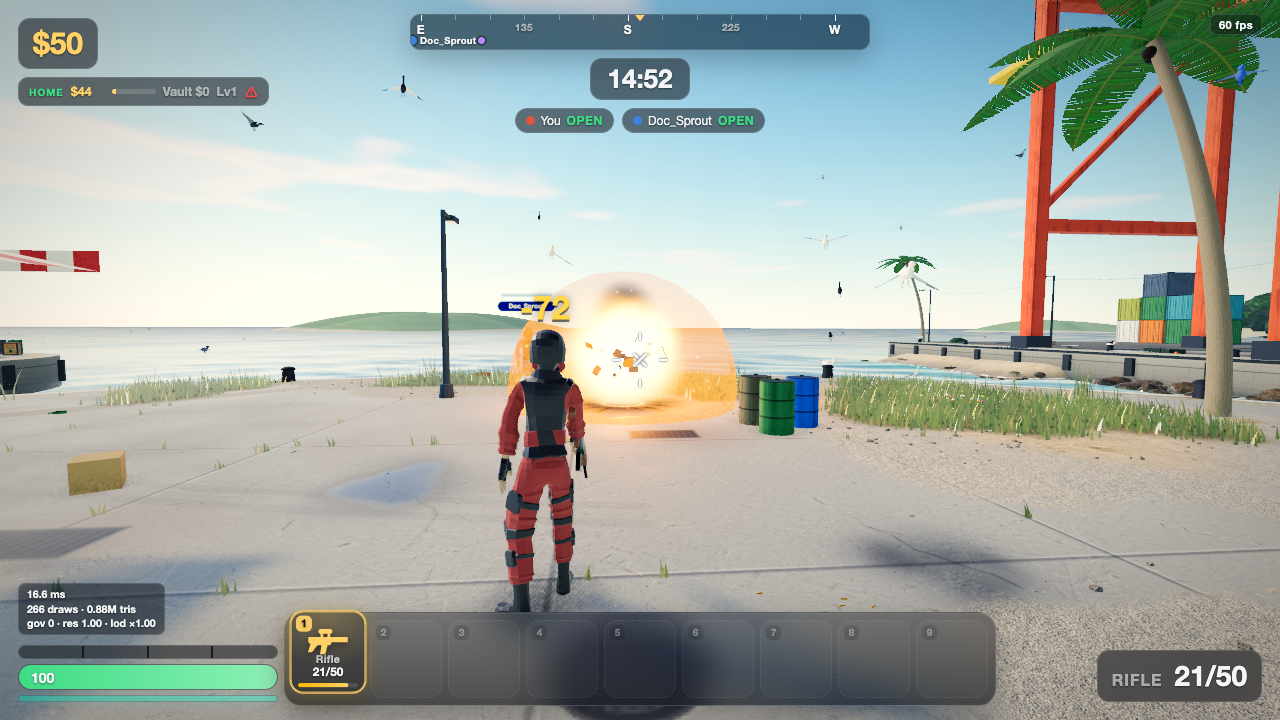 $50
HOME $44 Vault $0 Lv1
E 135 S 225 W
Doc_Sprout
14:52
You OPEN
Doc_Sprout OPEN
60 fps
-72
16.6 ms
266 draws · 0.88M tris
gov 0 · res 1.00 · lod ×1.00
100
1 2 3 4 5 6 7 8 9
Rifle
21/50
RIFLE 21/50